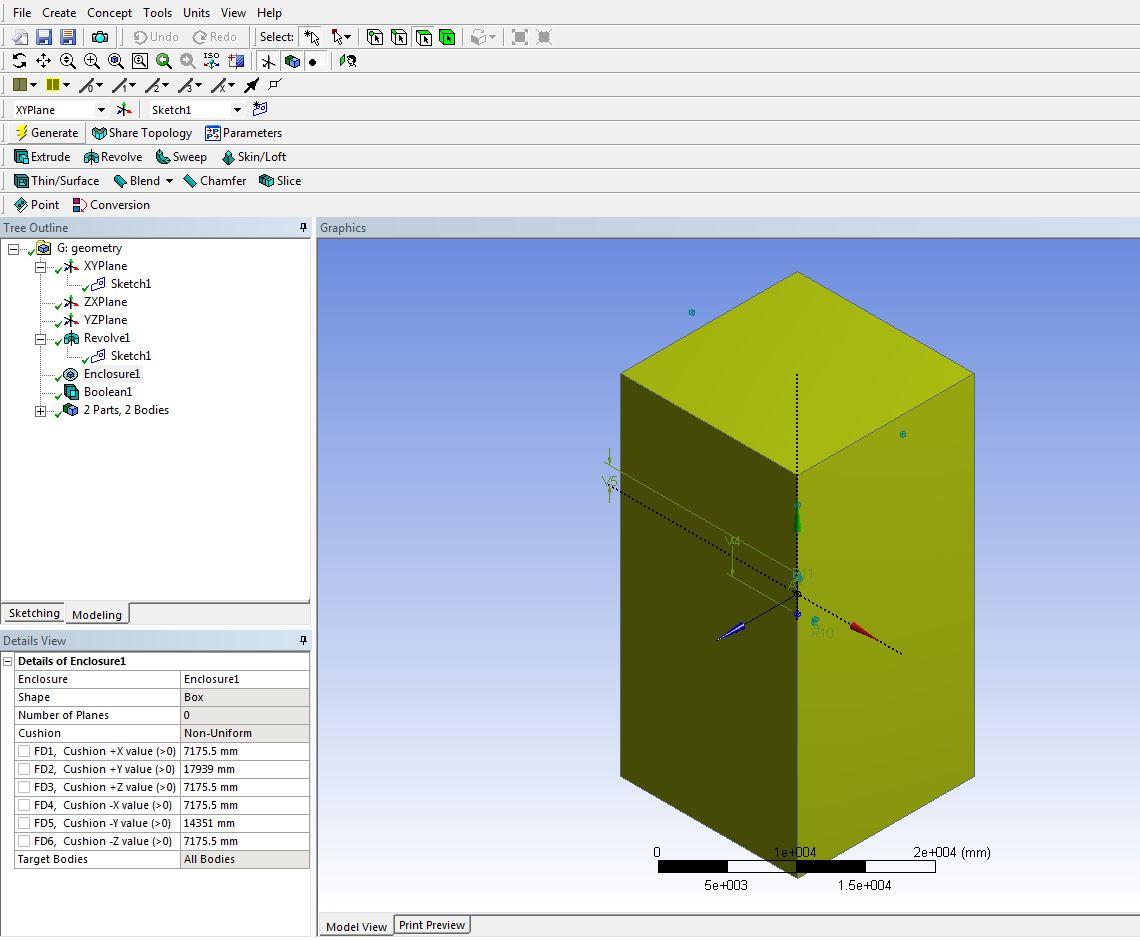 File Create Concept Tools Units View Help
Undo Redo Select:
ISO
XYPlane Sketch1
Generate Share Topology Parameters
Extrude Revolve Sweep Skin/Loft
Thin/Surface Blend Chamfer Slice
Point Conversion
Tree Outline
G: geometry
XYPlane
Sketch1
ZXPlane
YZPlane
Revolve1
Sketch1
Enclosure1
Boolean1
2 Parts, 2 Bodies
Sketching Modeling
Details View
Details of Enclosure1
Enclosure Enclosure1
Shape Box
Number of Planes 0
Cushion Non-Uniform
FD1, Cushion +X value (>0) 7175.5 mm
FD2, Cushion +Y value (>0) 17939 mm
FD3, Cushion +Z value (>0) 7175.5 mm
FD4, Cushion -X value (>0) 7175.5 mm
FD5, Cushion -Y value (>0) 14351 mm
FD6, Cushion -Z value (>0) 7175.5 mm
Target Bodies All Bodies
Graphics
V5
V4
R10
0 1e+004 2e+004 (mm)
5e+003 1.5e+004
Model View Print Preview